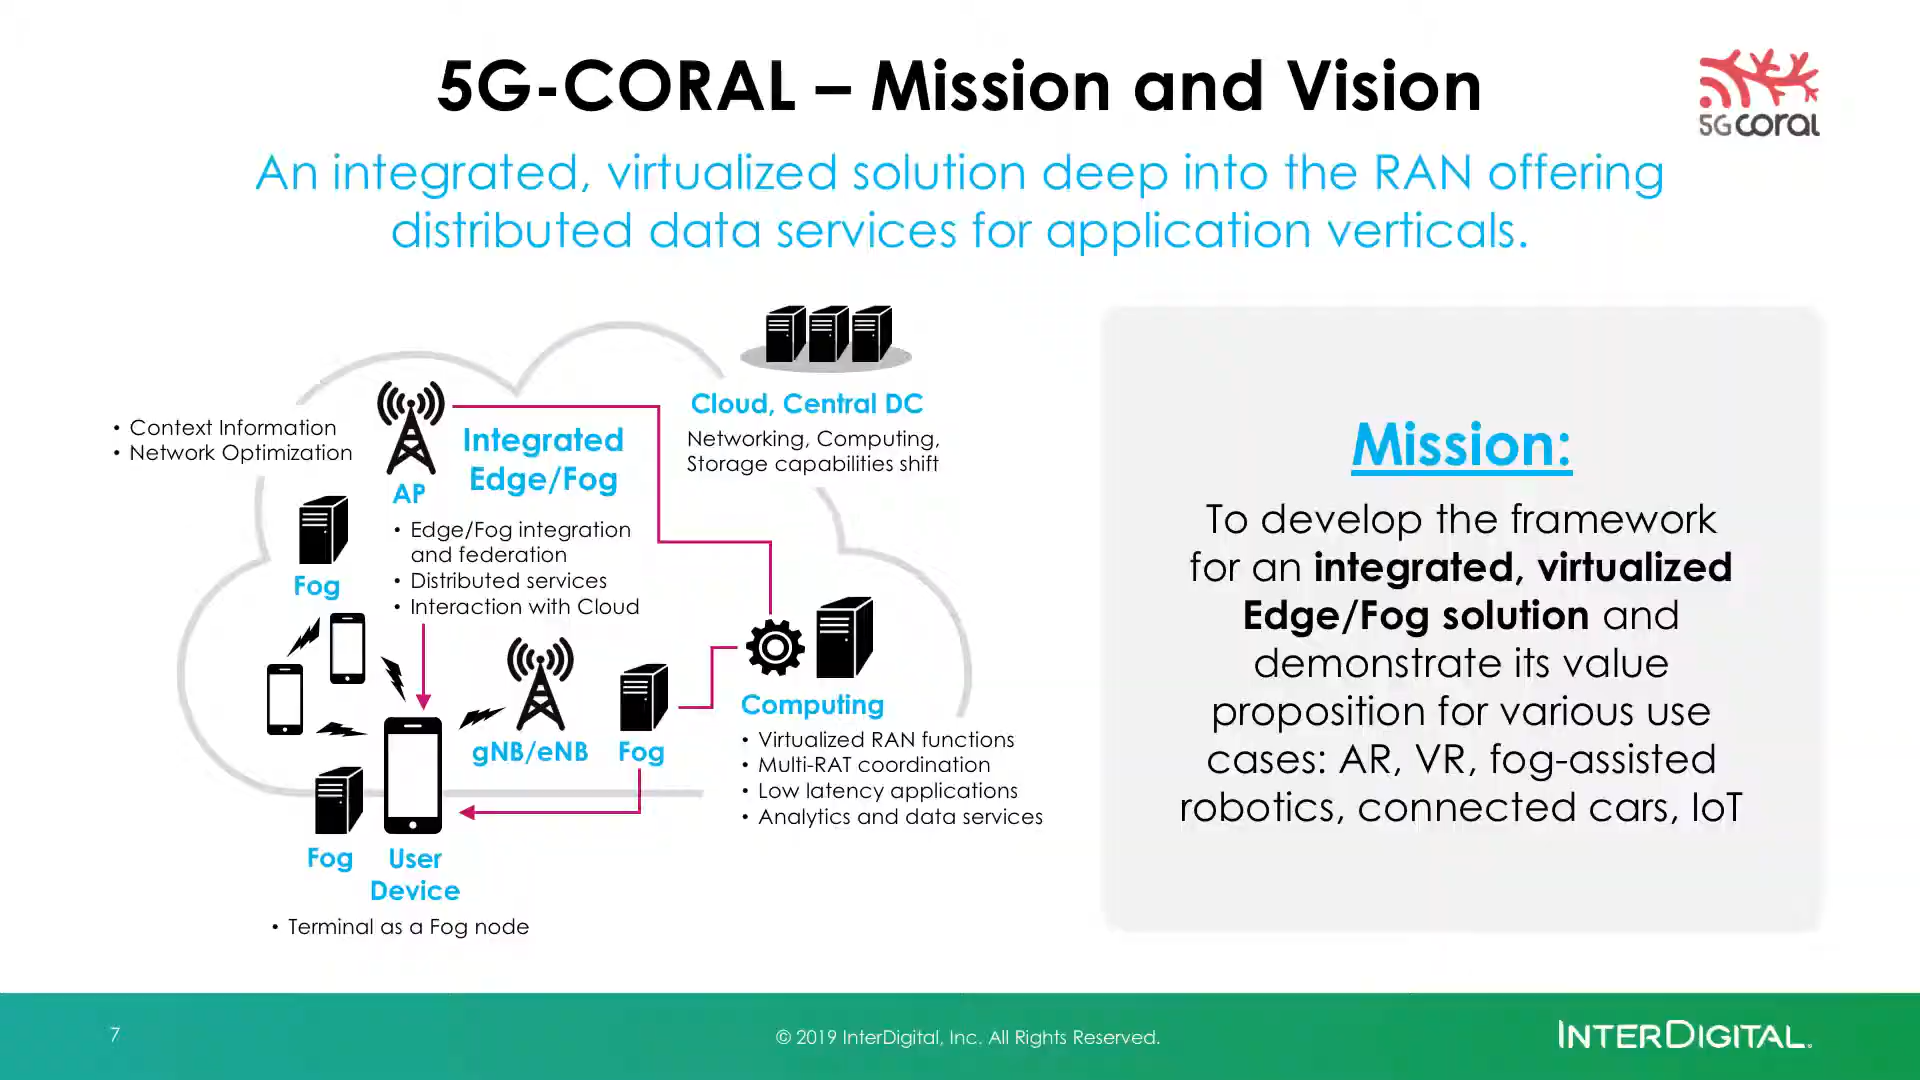 5G-CORAL – Mission and Vision
5G coral
An integrated, virtualized solution deep into the RAN offering
distributed data services for application verticals.
• Context Information
• Network Optimization
AP
Integrated
Edge/Fog
• Edge/Fog integration
and federation
• Distributed services
• Interaction with Cloud
Cloud, Central DC
Networking, Computing,
Storage capabilities shift
Fog
gNB/eNB
Fog
Computing
• Virtualized RAN functions
• Multi-RAT coordination
• Low latency applications
• Analytics and data services
Fog
User
Device
• Terminal as a Fog node
Mission:
To develop the framework
for an integrated, virtualized
Edge/Fog solution and
demonstrate its value
proposition for various use
cases: AR, VR, fog-assisted
robotics, connected cars, IoT
7
© 2019 InterDigital, Inc. All Rights Reserved.
INTERDIGITAL.